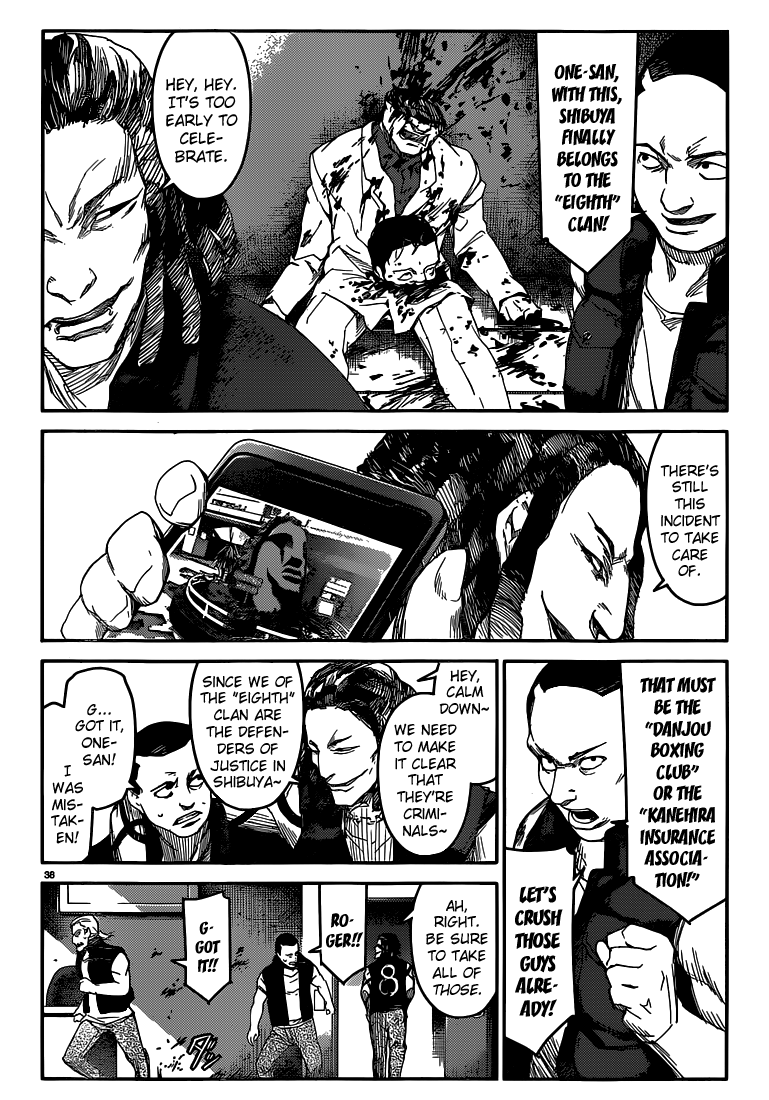 ONE-SAN,
WITH THIS,
SHIBUYA
FINALLY
BELONGS
TO THE
"EIGHTH"
CLAN!
HEY, HEY.
IT'S TOO
EARLY TO
CELE-
BRATE.
THERE'S
STILL
THIS
INCIDENT
TO TAKE
CARE
OF.
THAT MUST
BE THE
"DANJOU
BOXING
CLUB"
OR THE
"KANEHIRA
INSURANCE
ASSOCIA-
TION!"
LET'S
CRUSH
THOSE
GUYS
ALRE-
ADY!
HEY,
CALM
DOWN~
WE NEED
TO MAKE
IT CLEAR
THAT
THEY'RE
CRIMI-
NALS~
SINCE WE OF
THE "EIGHTH"
CLAN ARE
THE DEFEN-
DERS OF
JUSTICE IN
SHIBUYA~
G...
GOT IT,
ONE-
SAN!
I
WAS
MIS-
TAK-
EN!
38
AH,
RIGHT.
BE SURE
TO TAKE
ALL OF
THOSE.
RO-
GER!!
8
G-
GOT
IT!!